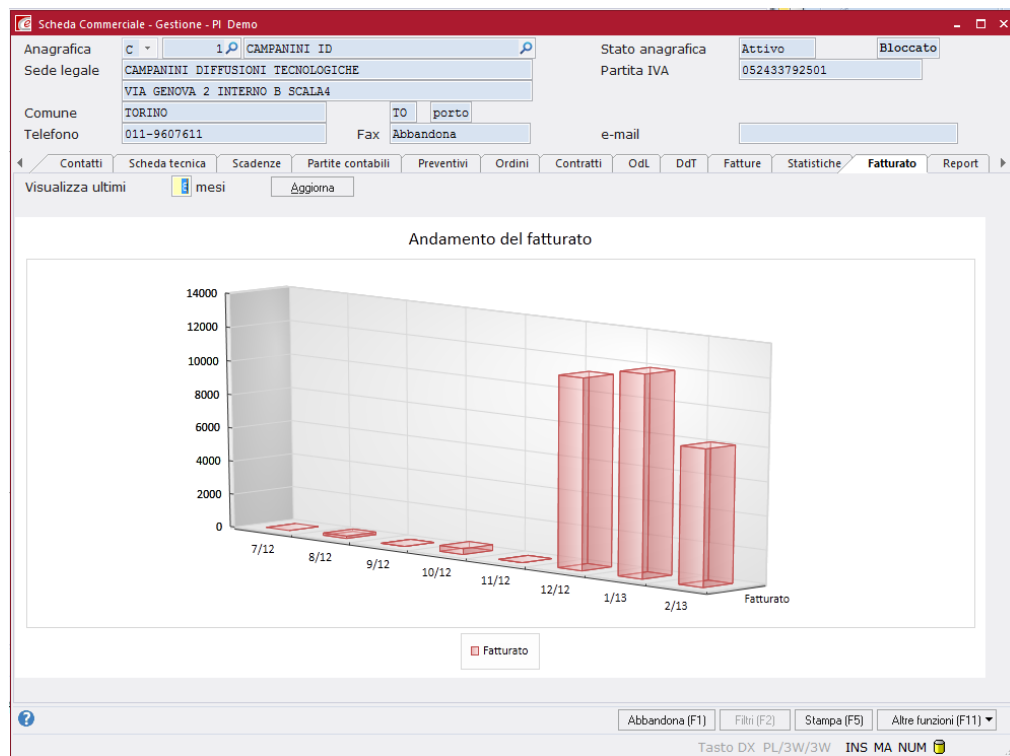 Scheda Commerciale - Gestione - PI Demo
Anagrafica C 1 CAMPANINI ID Stato anagrafica Attivo Bloccato
Sede legale CAMPANINI DIFFUSIONI TECNOLOGICHE Partita IVA 052433792501
VIA GENOVA 2 INTERNO B SCALA4
Comune TORINO TO porto
Telefono 011-9607611 Fax Abbandona e-mail
Contatti Scheda tecnica Scadenze Partite contabili Preventivi Ordini Contratti OdL DdT Fatture Statistiche Fatturato Report
Visualizza ultimi mesi Aggiorna
Andamento del fatturato
14000
12000
10000
8000
6000
4000
2000
0
7/12 8/12 9/12 10/12 11/12 12/12 1/13 2/13 Fatturato
Fatturato
Abbandona (F1) Filtri (F2) Stampa (F5) Altre funzioni (F11)
Tasto DX PL/3W/3W INS MA NUM